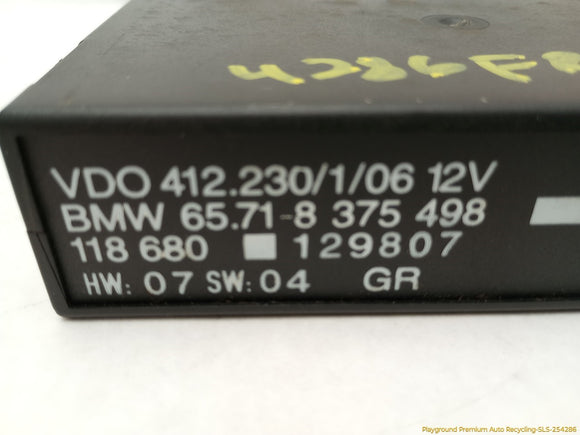 4286FB
VDO 412.230/1/06 12V
BMW 65.71-8 375 498
118 680 129807
HW: 07 SW: 04 GR
Playground Premium Auto Recycling-SLS-254286